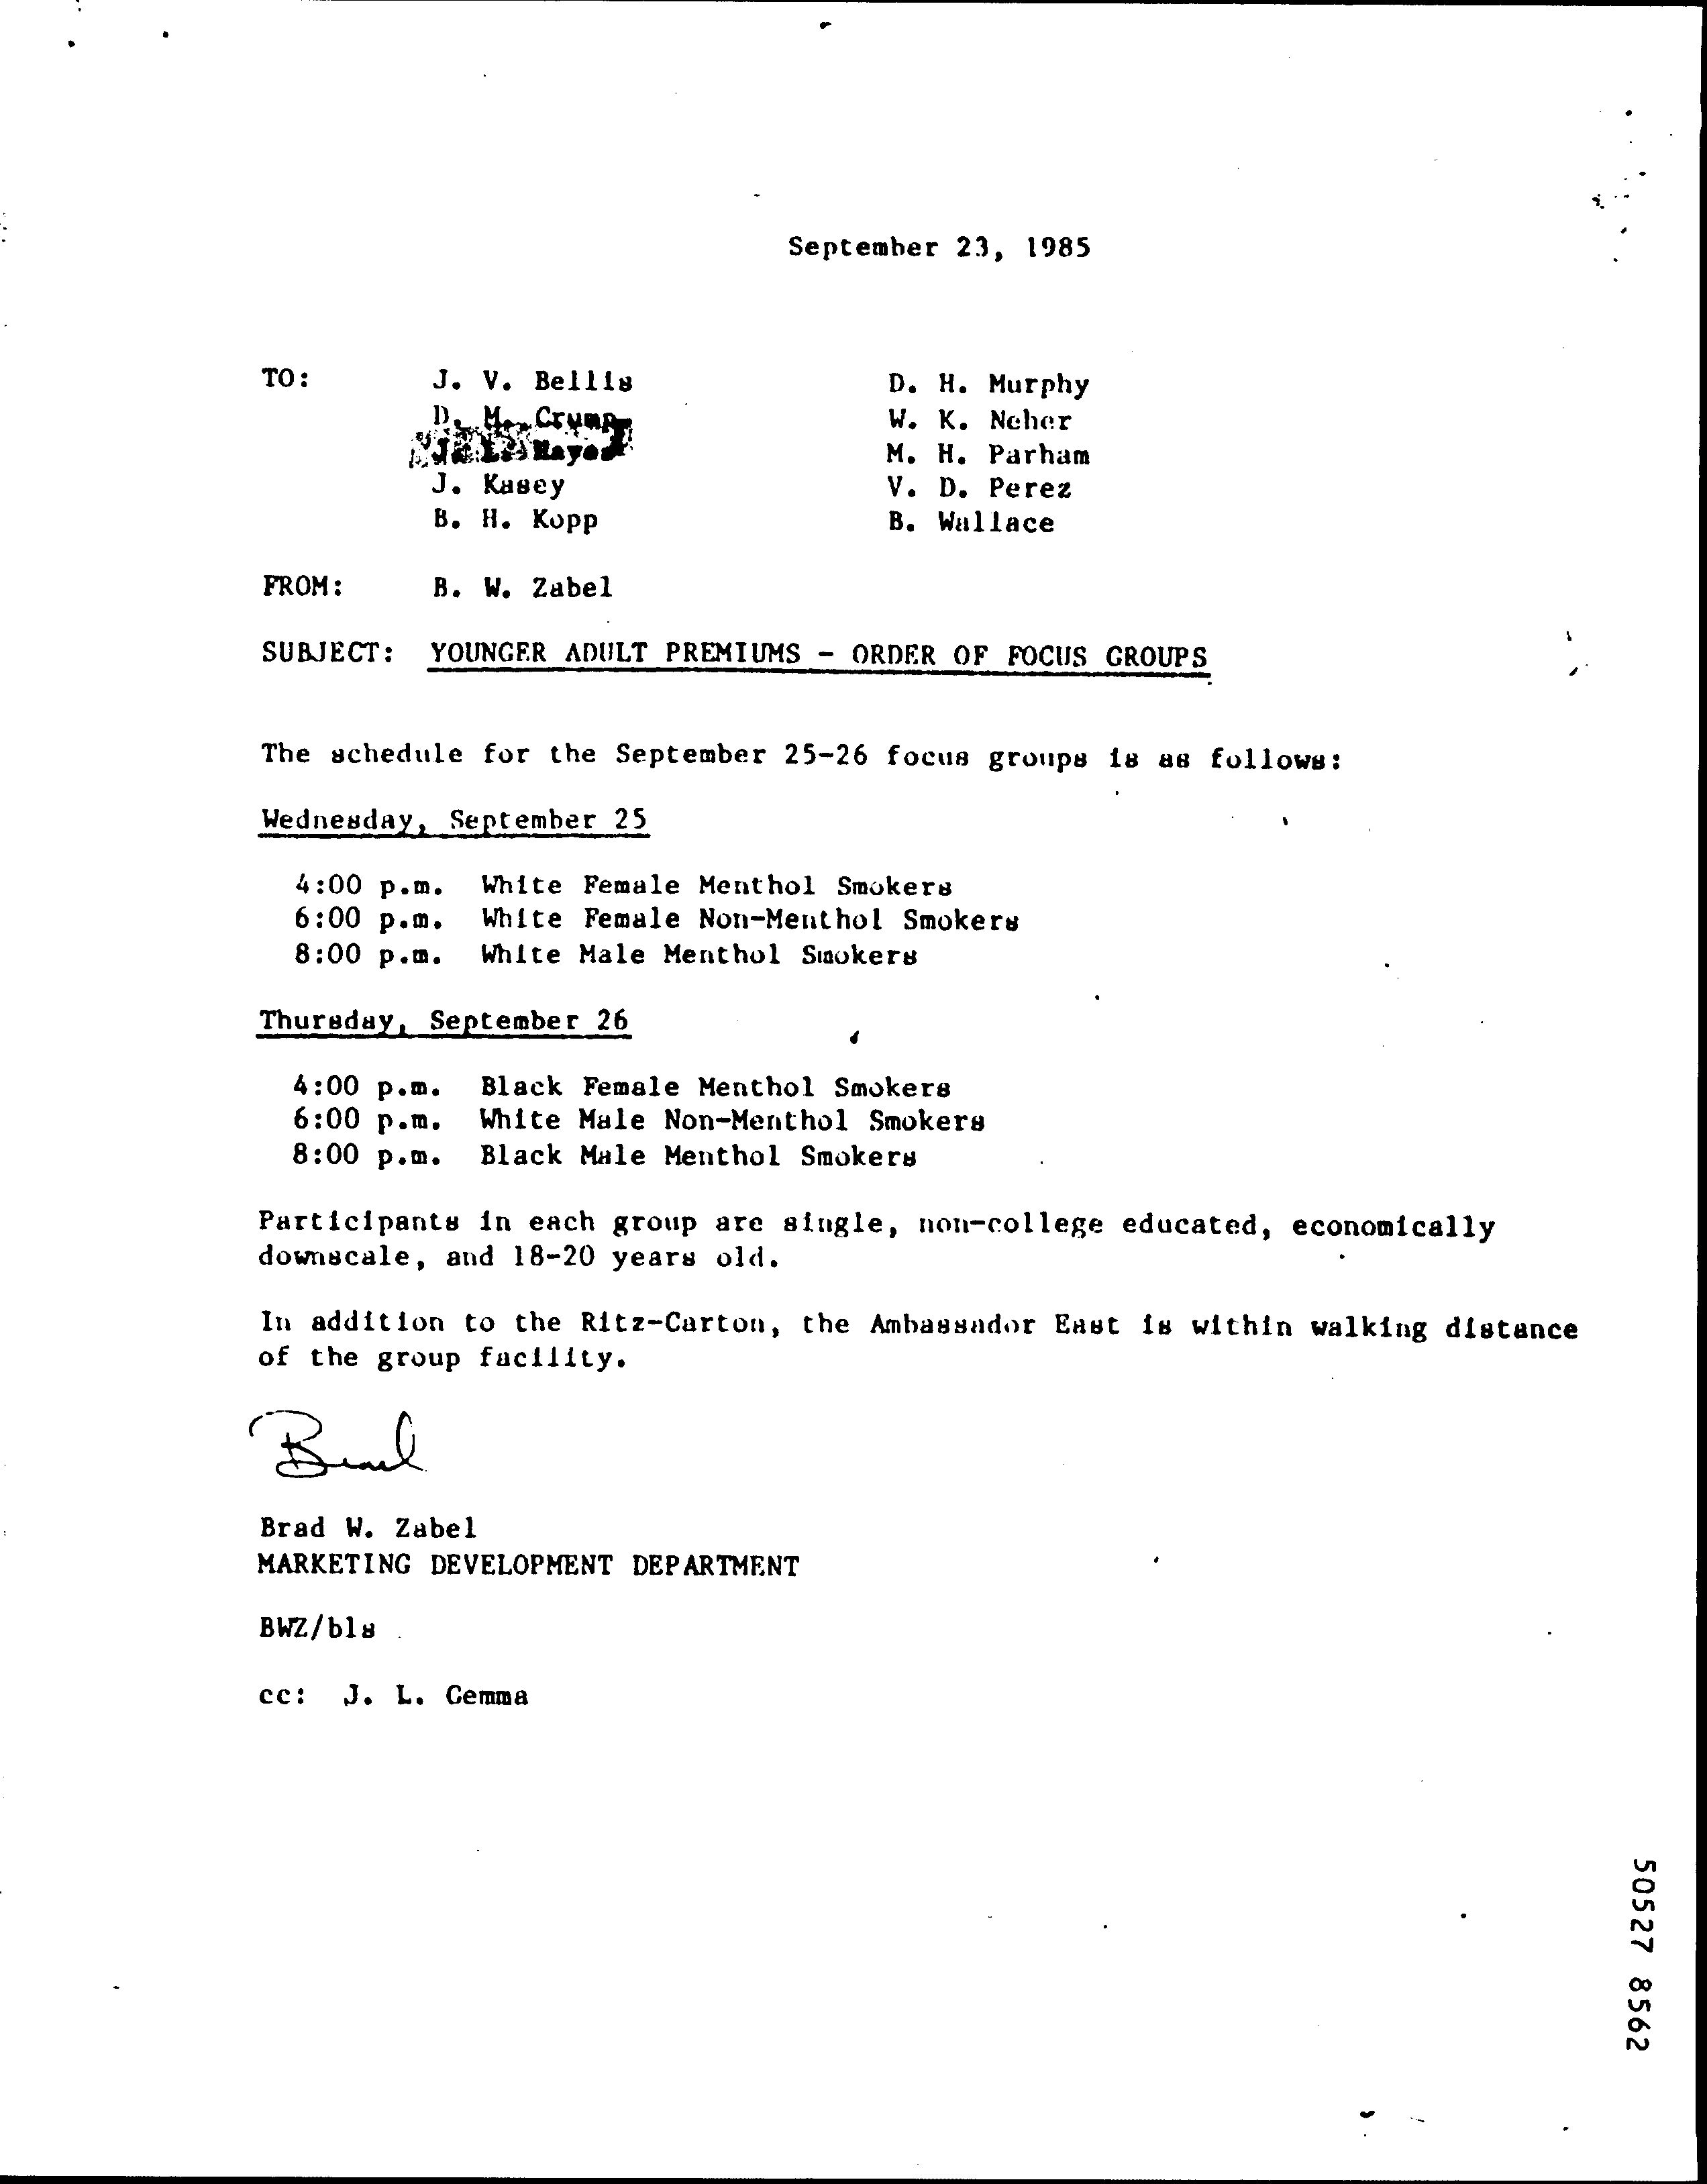 September 23, 1985
TO: J. V. Bellis D. H. Murphy
D. M. Crump W. K. Neher
J. L. Hayes M. H. Parham
J. Kasey V. D. Perez
B. H. Kopp B. Wallace
FROM: B. W. Zabel
SUBJECT: YOUNGER ADULT PREMIUMS - ORDER OF FOCUS GROUPS
The schedule for the September 25-26 focus groups is as follows:
Wednesday, September 25
4:00 p.m. White Female Menthol Smokers
6:00 p.m. White Female Non-Menthol Smokers
8:00 p.m. White Male Menthol Smokers
Thursday, September 26
4:00 p.m. Black Female Menthol Smokers
6:00 p.m. White Male Non-Menthol Smokers
8:00 p.m. Black Male Menthol Smokers
Participants in each group are single, non-college educated, economically
downscale, and 18-20 years old.
In addition to the Ritz-Carton, the Ambassador East is within walking distance
of the group facility.
Brad
Brad W. Zabel
MARKETING DEVELOPMENT DEPARTMENT
BWZ/bls
cc: J. L. Gemma
50527 8562